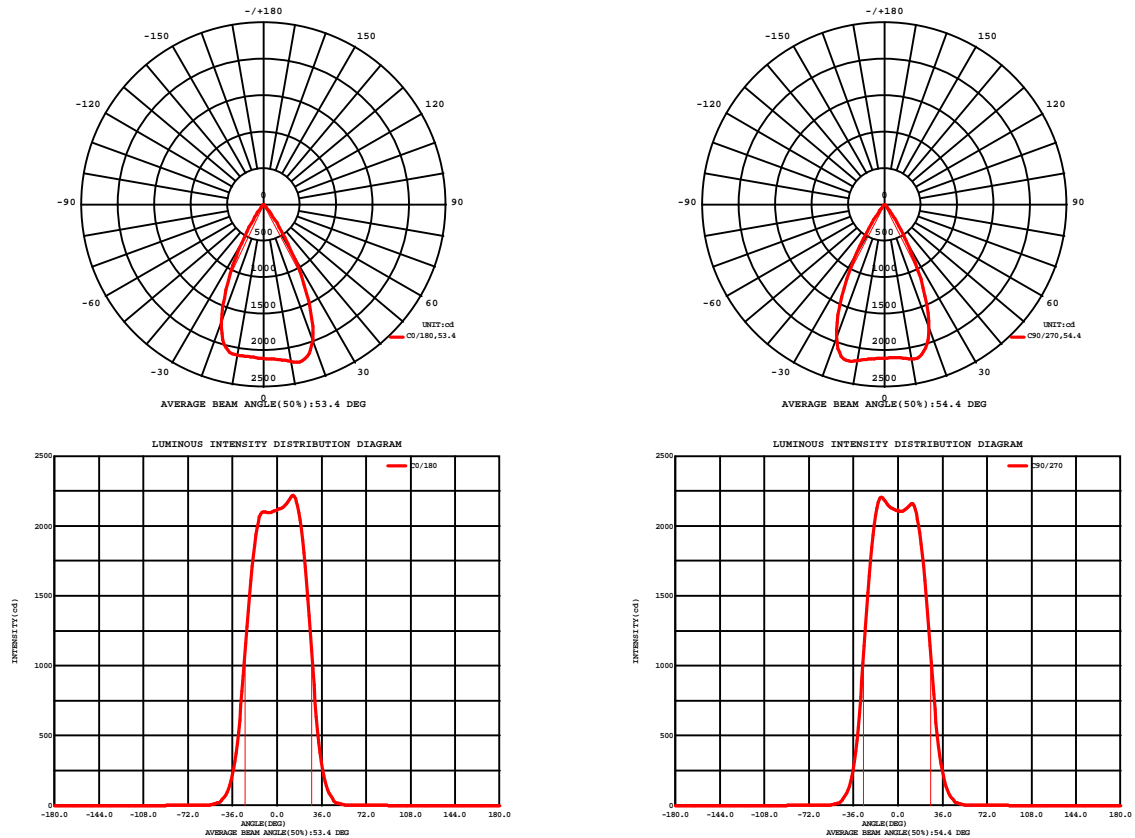 -/+180
-/+180
-150
150
-150
150
-120
120
-120
120
0
0
-90
90
-90
90
500
500
1000
1000
-60
1500
60
-60
1500
60
UNIT:cd
UNIT:cd
C0/180,53.4
C90/270,54.4
2000
2000
-30
30
-30
30
2500
2500
0
0
AVERAGE BEAM ANGLE(50%):53.4 DEG
AVERAGE BEAM ANGLE(50%):54.4 DEG
LUMINOUS INTENSITY DISTRIBUTION DIAGRAM
2500
C0/180
2000
1500
INTENSITY(cd)
1000
500
0
-180.0 -144.0 -108.0 -72.0 -36.0 0.0 36.0 72.0 108.0 144.0 180.0
ANGLE(DEG)
AVERAGE BEAM ANGLE(50%):53.4 DEG
LUMINOUS INTENSITY DISTRIBUTION DIAGRAM
2500
C90/270
2000
1500
INTENSITY(cd)
1000
500
0
-180.0 -144.0 -108.0 -72.0 -36.0 0.0 36.0 72.0 108.0 144.0 180.0
ANGLE(DEG)
AVERAGE BEAM ANGLE(50%):54.4 DEG